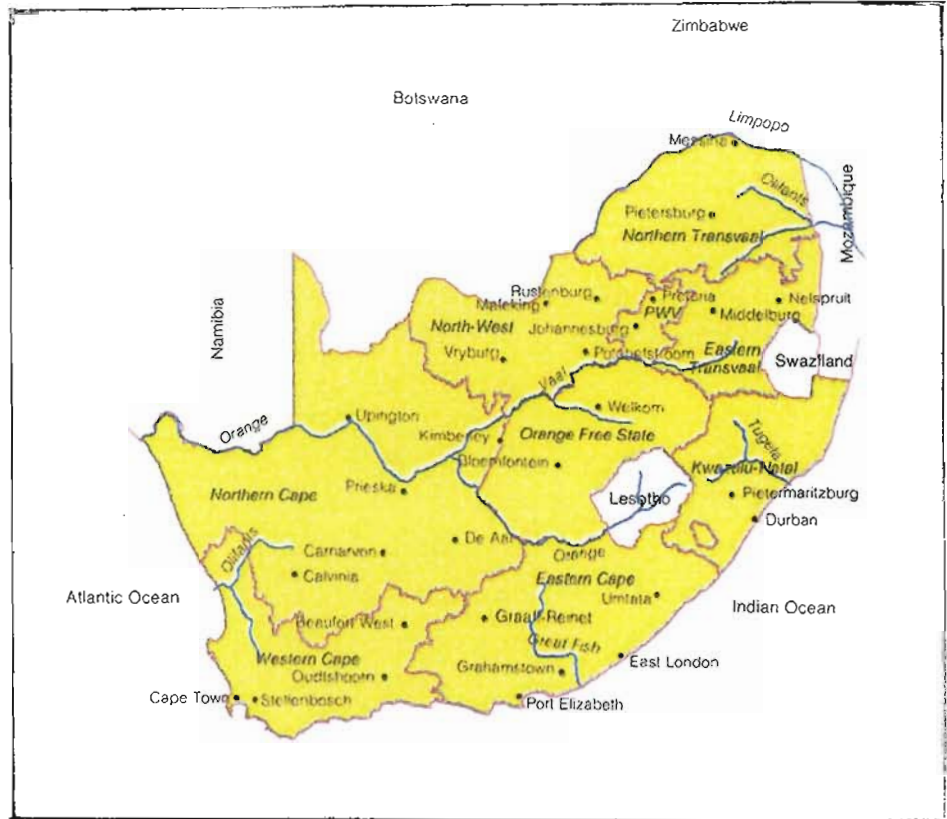 Zimbabwe
Botswana
Limpopo
Messina
Mozambique
Olifants
Pietersburg
Northern Transvaal
Namibia
Rustenburg
Pretoria
Nelspruit
Mafeking
PWV
Middelburg
North-West
Johannesburg
Vryburg
Potchefstroom
Eastern
Transvaal
Swaziland
Vaal
Welkom
Upington
Orange
Kimberley
Orange Free State
Tugela
Bloemfontein
Kwazulu-Natal
Prieska
Northern Cape
Lesotho
Pietermaritzburg
Durban
Olifants
De Aar
Carnarvon
Orange
Calvinia
Eastern Cape
Umtata
Atlantic Ocean
Indian Ocean
Beaufort West
Graaff-Reinet
Great Fish
Western Cape
Grahamstown
East London
Oudtshoorn
Cape Town
Stellenbosch
Port Elizabeth